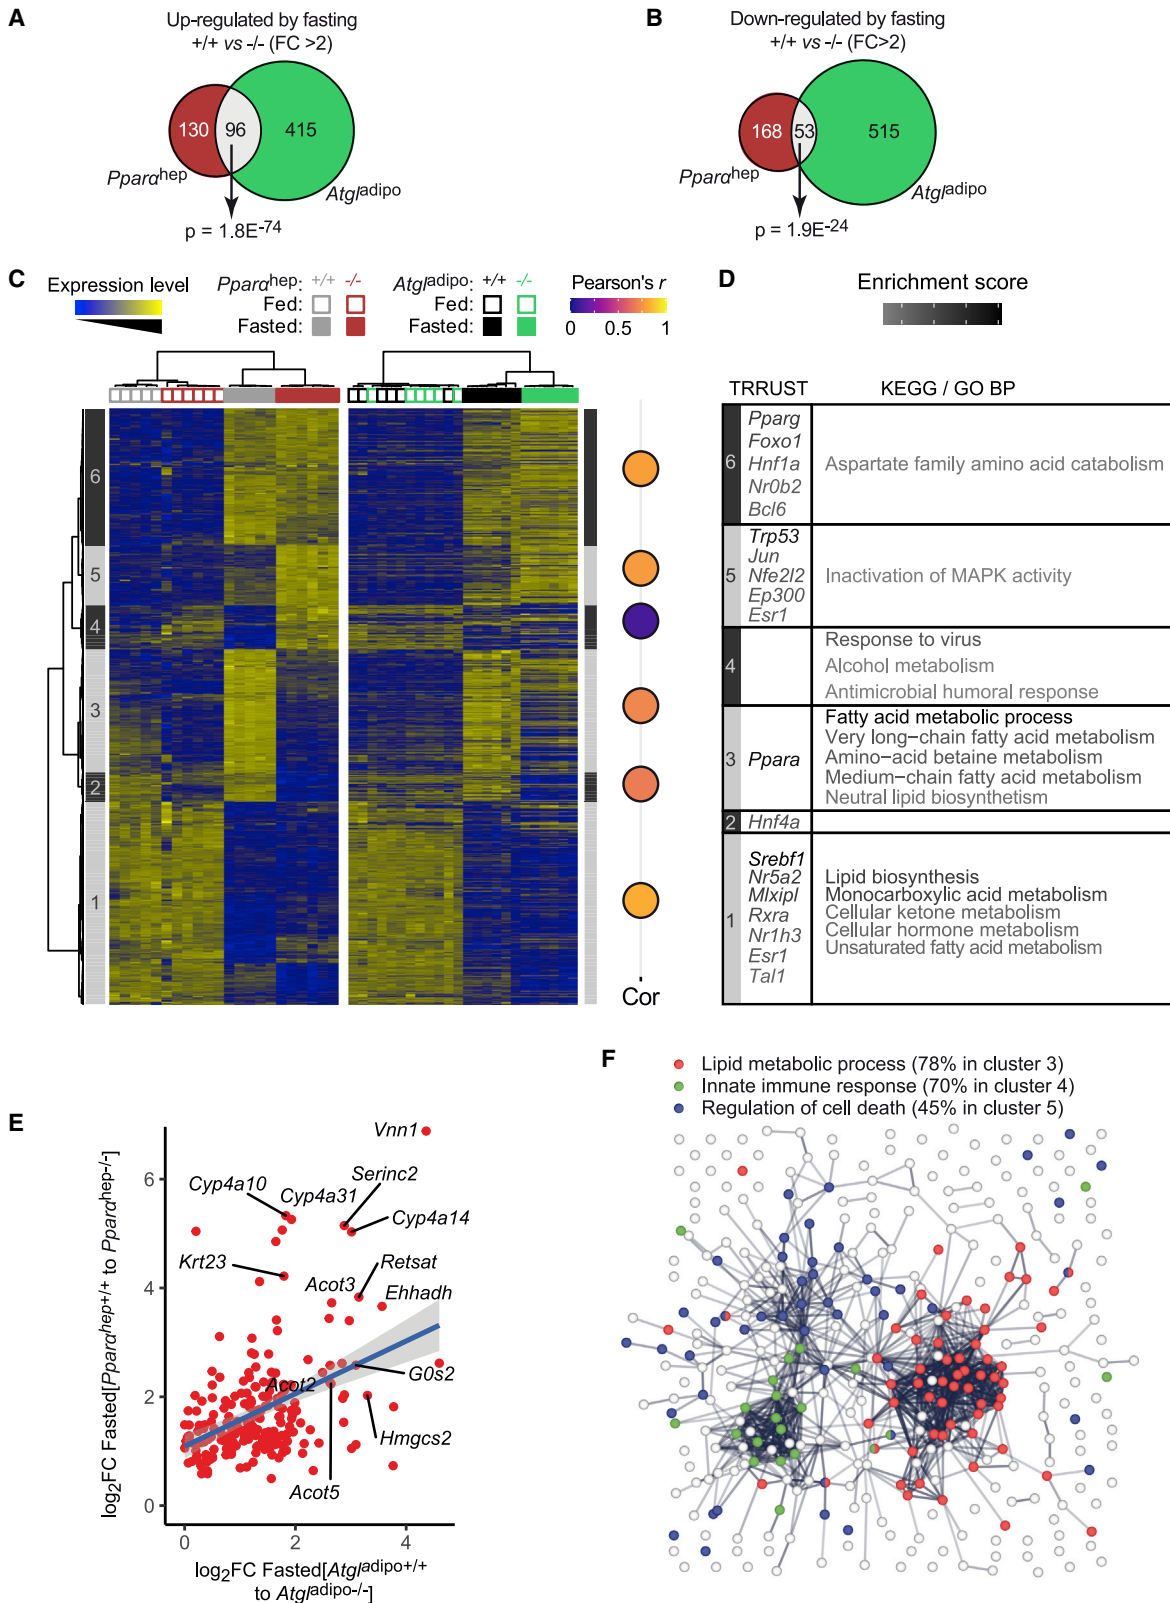 A
Up-regulated by fasting
+/+ vs -/- (FC >2)
130
96
415
Pparαhep
Atgladipo
p = 1.8E-74
B
Down-regulated by fasting
+/+ vs -/- (FC>2)
168
53
515
Pparαhep
Atgladipo
p = 1.9E-24
C
Expression level
Pparαhep: +/+ -/-
Fed:
Fasted:
Atgladipo: +/+ -/-
Fed:
Fasted:
Pearson's r
0 0.5 1
6
5
4
3
2
1
Cor
D
Enrichment score
TRRUST
KEGG / GO BP
6
Pparg
Foxo1
Hnf1a
Nr0b2
Bcl6
Aspartate family amino acid catabolism
5
Trp53
Jun
Nfe2l2
Ep300
Esr1
Inactivation of MAPK activity
4
Response to virus
Alcohol metabolism
Antimicrobial humoral response
3
Ppara
Fatty acid metabolic process
Very long−chain fatty acid metabolism
Amino−acid betaine metabolism
Medium−chain fatty acid metabolism
Neutral lipid biosynthetism
2
Hnf4a
1
Srebf1
Nr5a2
Mlxipl
Rxra
Nr1h3
Esr1
Tal1
Lipid biosynthesis
Monocarboxylic acid metabolism
Cellular ketone metabolism
Cellular hormone metabolism
Unsaturated fatty acid metabolism
E
log2FC Fasted[Pparαhep+/+ to Pparαhep-/-]
6
4
2
0
Vnn1
Cyp4a10
Cyp4a31
Serinc2
Cyp4a14
Krt23
Acot3
Retsat
Ehhadh
Acot2
G0s2
Hmgcs2
Acot5
0 2 4
log2FC Fasted[Atgladipo+/+
to Atgladipo-/-]
F
Lipid metabolic process (78% in cluster 3)
Innate immune response (70% in cluster 4)
Regulation of cell death (45% in cluster 5)